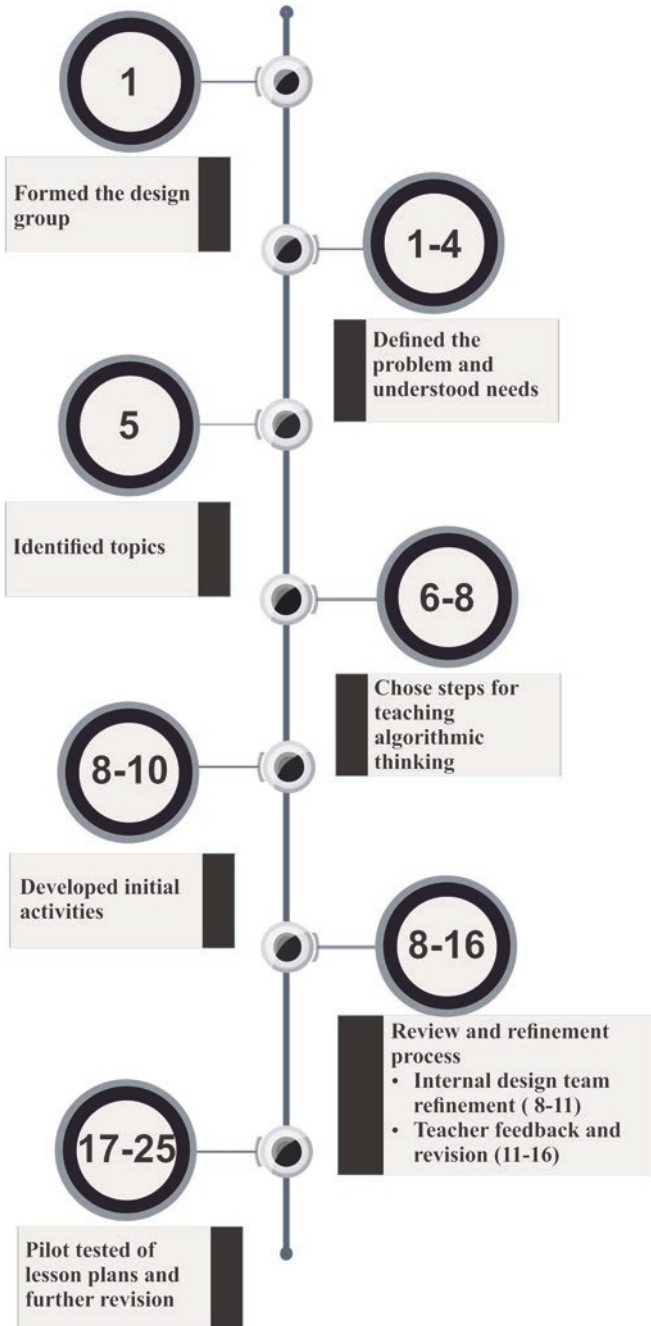 1
Formed the design
group
1-4
Defined the
problem and
understood needs
5
Identified topics
6-8
Chose steps for
teaching
algorithmic
thinking
8-10
Developed initial
activities
8-16
Review and refinement
process
• Internal design team
refinement ( 8-11)
• Teacher feedback and
revision (11-16)
17-25
Pilot tested of
lesson plans and
further revision